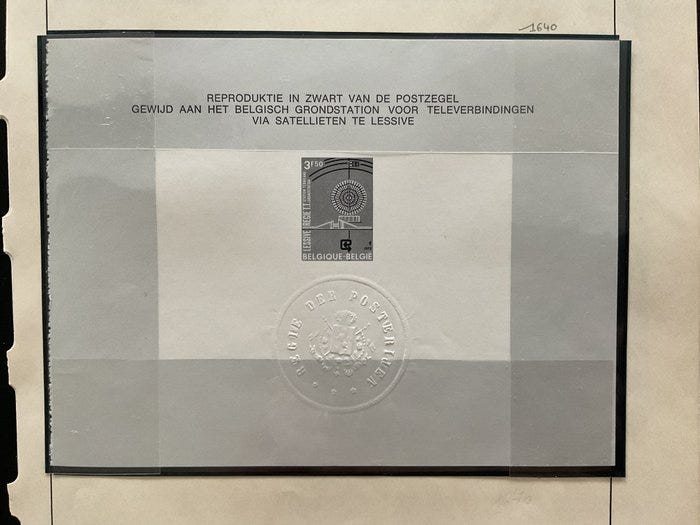 1640
REPRODUKTIE IN ZWART VAN DE POSTZEGEL
GEWIJD AAN HET BELGISCH GRONDSTATION VOOR TELEVERBINDINGEN
VIA SATELLIETEN TE LESSIVE
3F50
LESSIVE
REGIE T.T.
BELGIQUE-BELGIË
REGIE DER POSTERIJEN